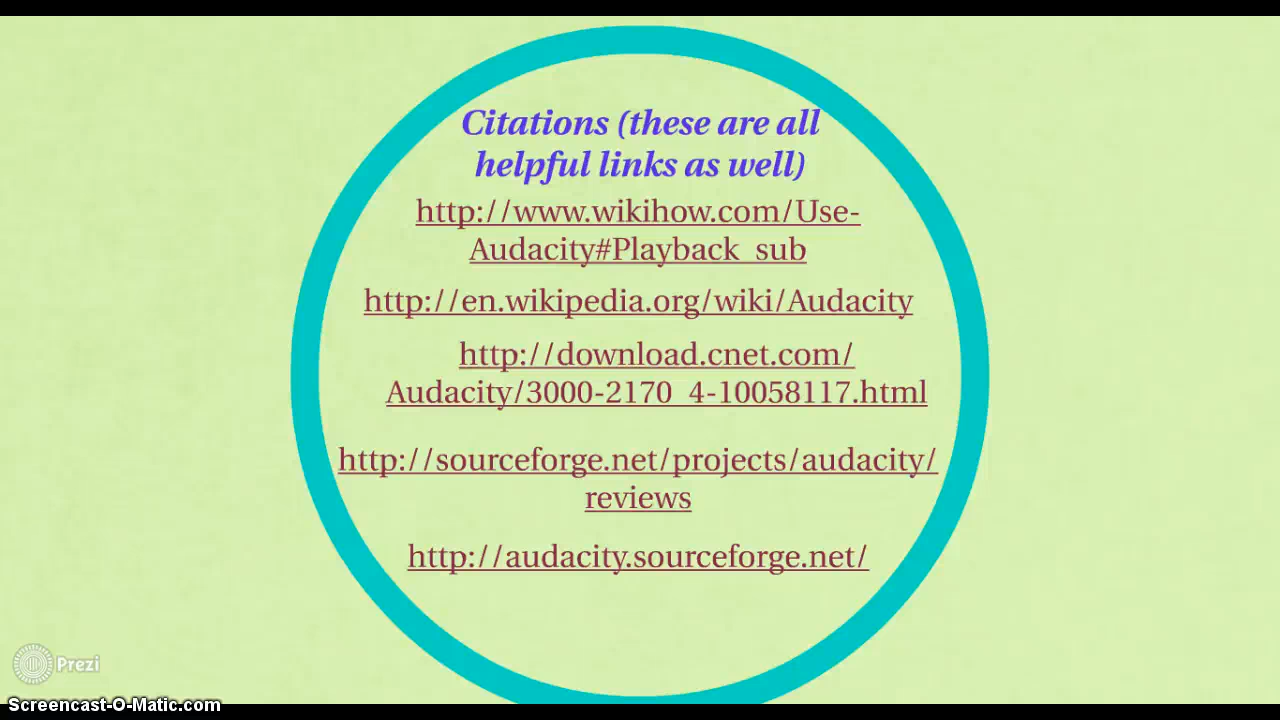 Citations (these are all
helpful links as well)
http://www.wikihow.com/Use-
Audacity#Playback_sub
http://en.wikipedia.org/wiki/Audacity
http://download.cnet.com/
Audacity/3000-2170_4-10058117.html
http://sourceforge.net/projects/audacity/
reviews
http://audacity.sourceforge.net/
Prezi
Screencast-O-Matic.com